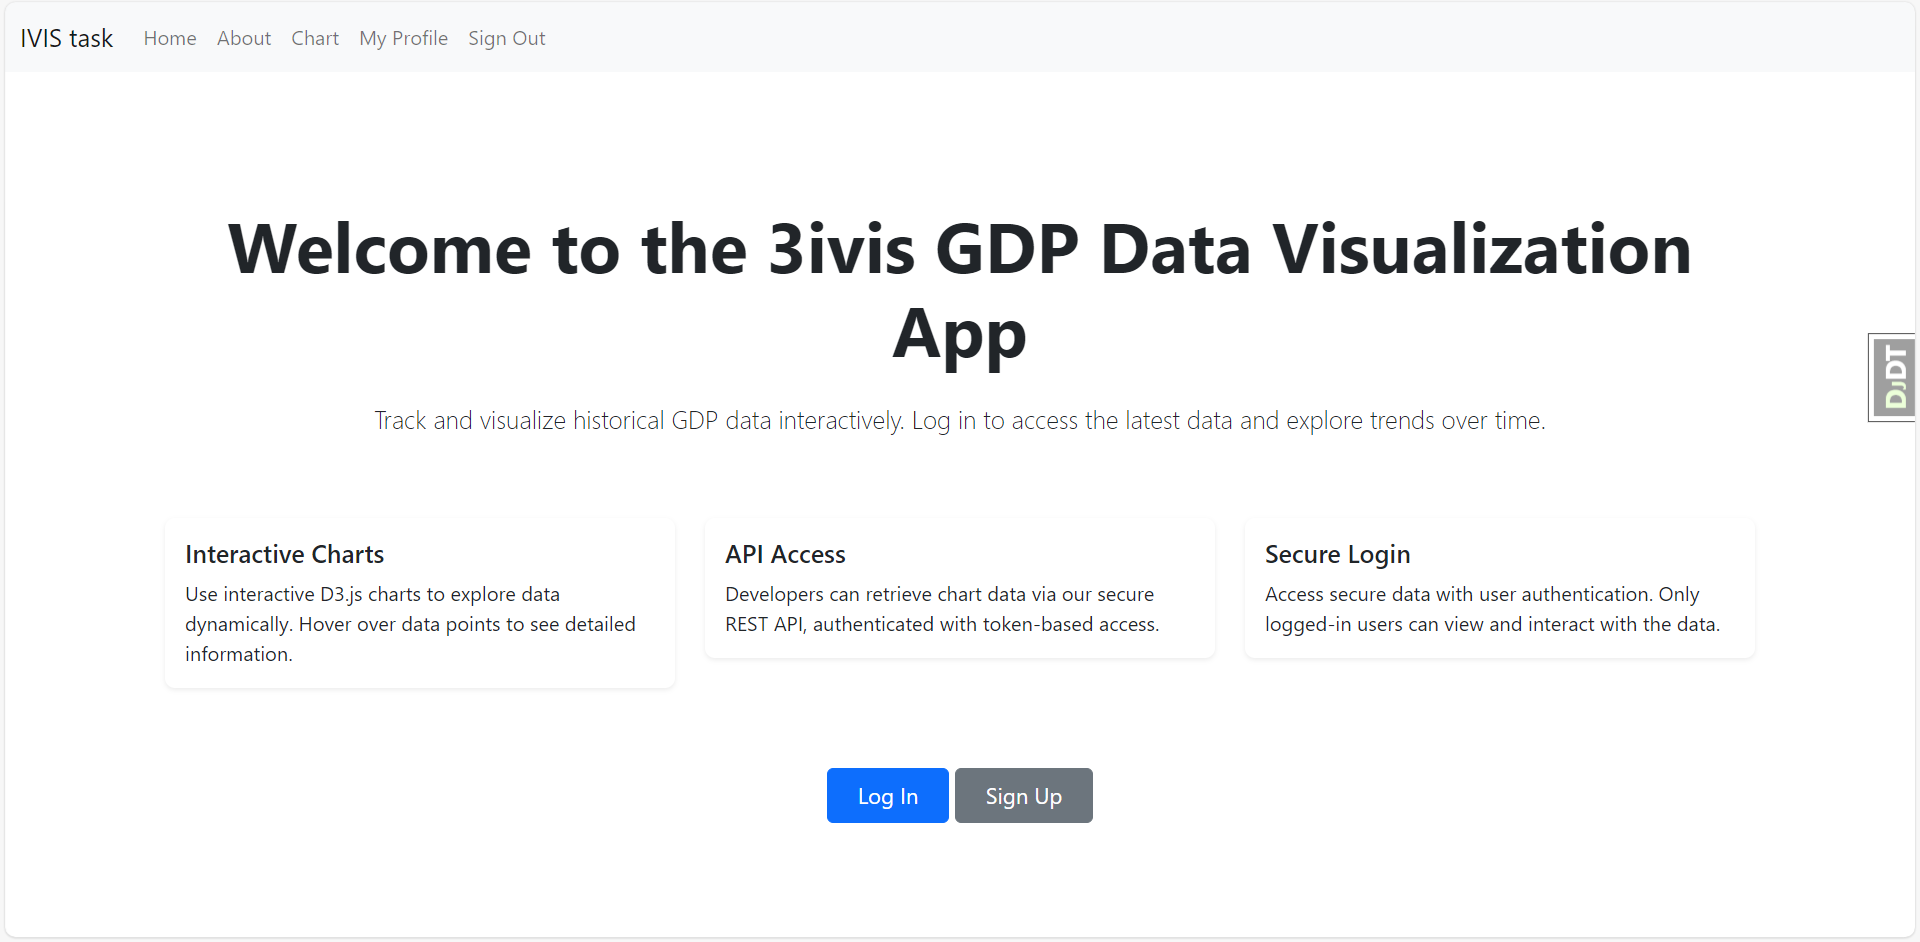 IVIS task Home About Chart My Profile Sign Out
Welcome to the 3ivis GDP Data Visualization
App
DjDT
Track and visualize historical GDP data interactively. Log in to access the latest data and explore trends over time.
Interactive Charts
Use interactive D3.js charts to explore data
dynamically. Hover over data points to see detailed
information.
API Access
Developers can retrieve chart data via our secure
REST API, authenticated with token-based access.
Secure Login
Access secure data with user authentication. Only
logged-in users can view and interact with the data.
Log In Sign Up